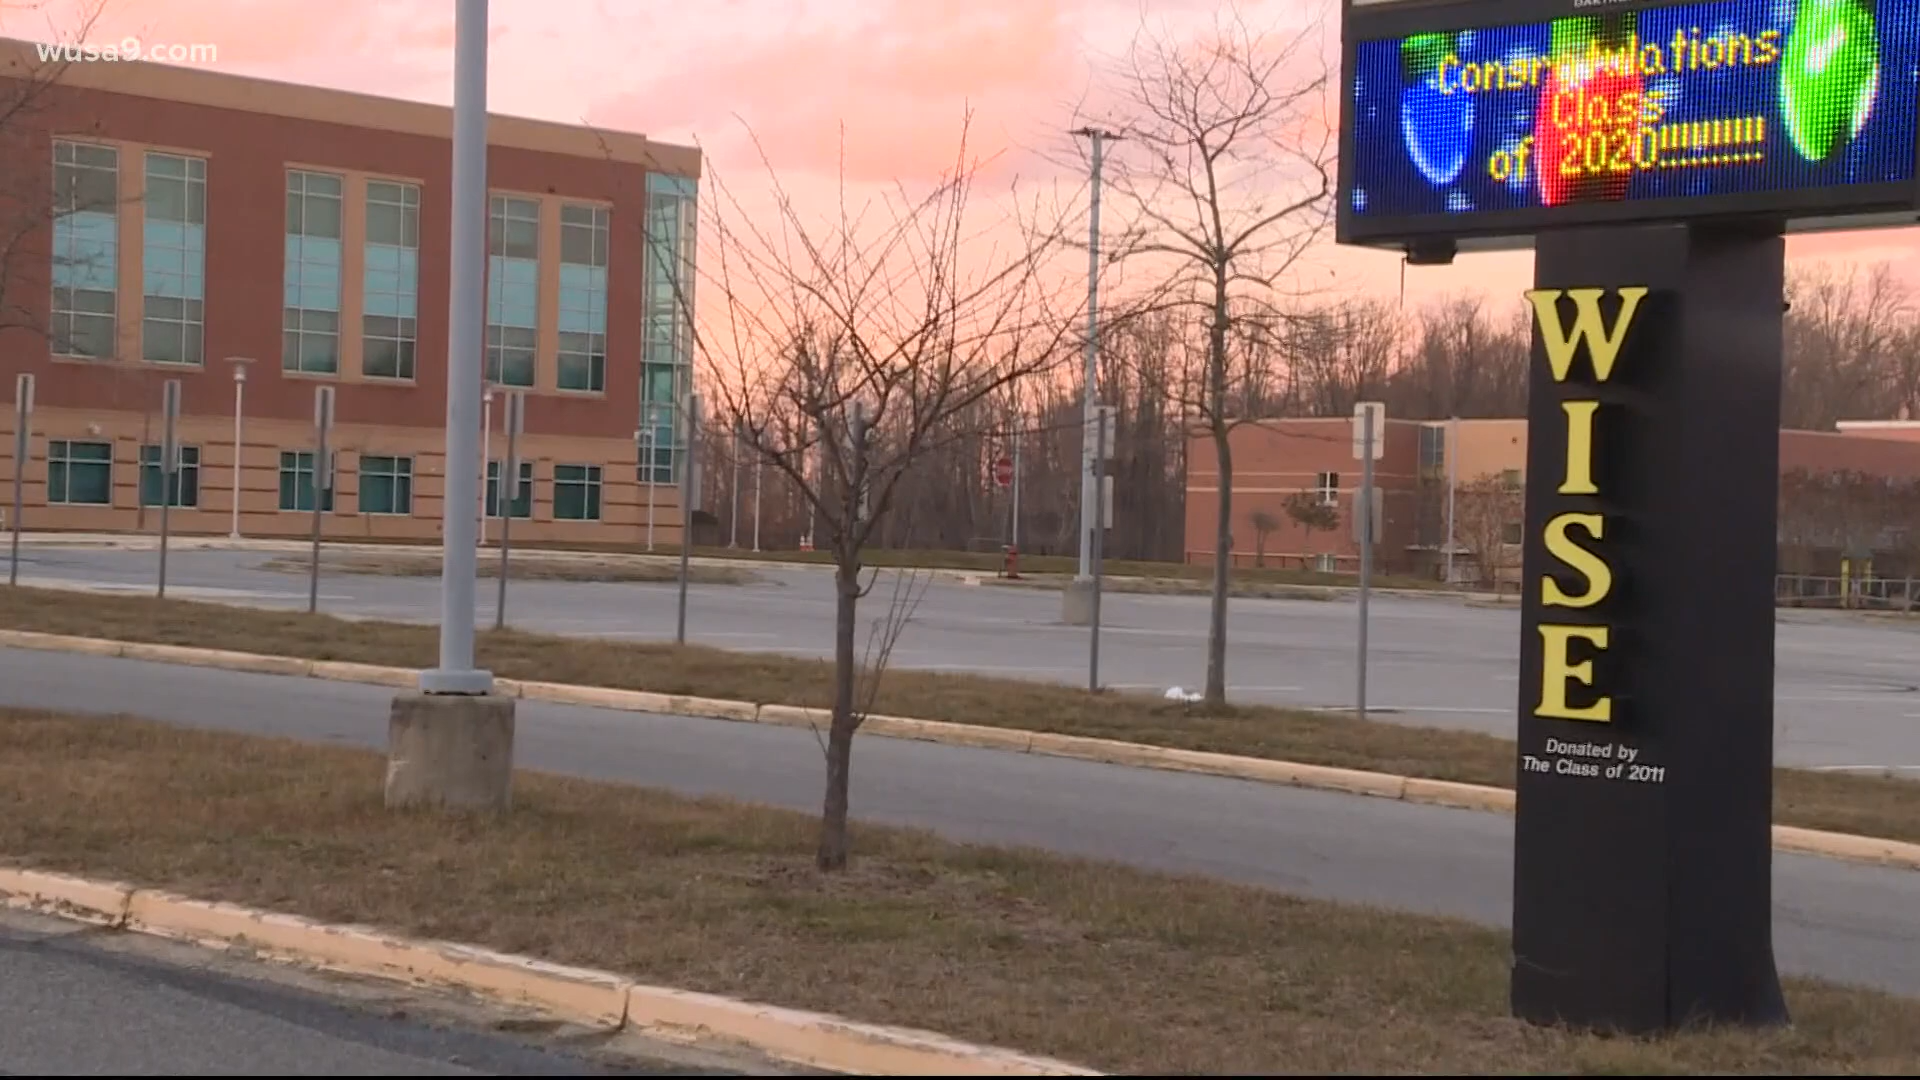 wusa9.com
Congratulations
Class
of 2020!!!!!!!!!!
WISE
Donated by
The Class of 2011